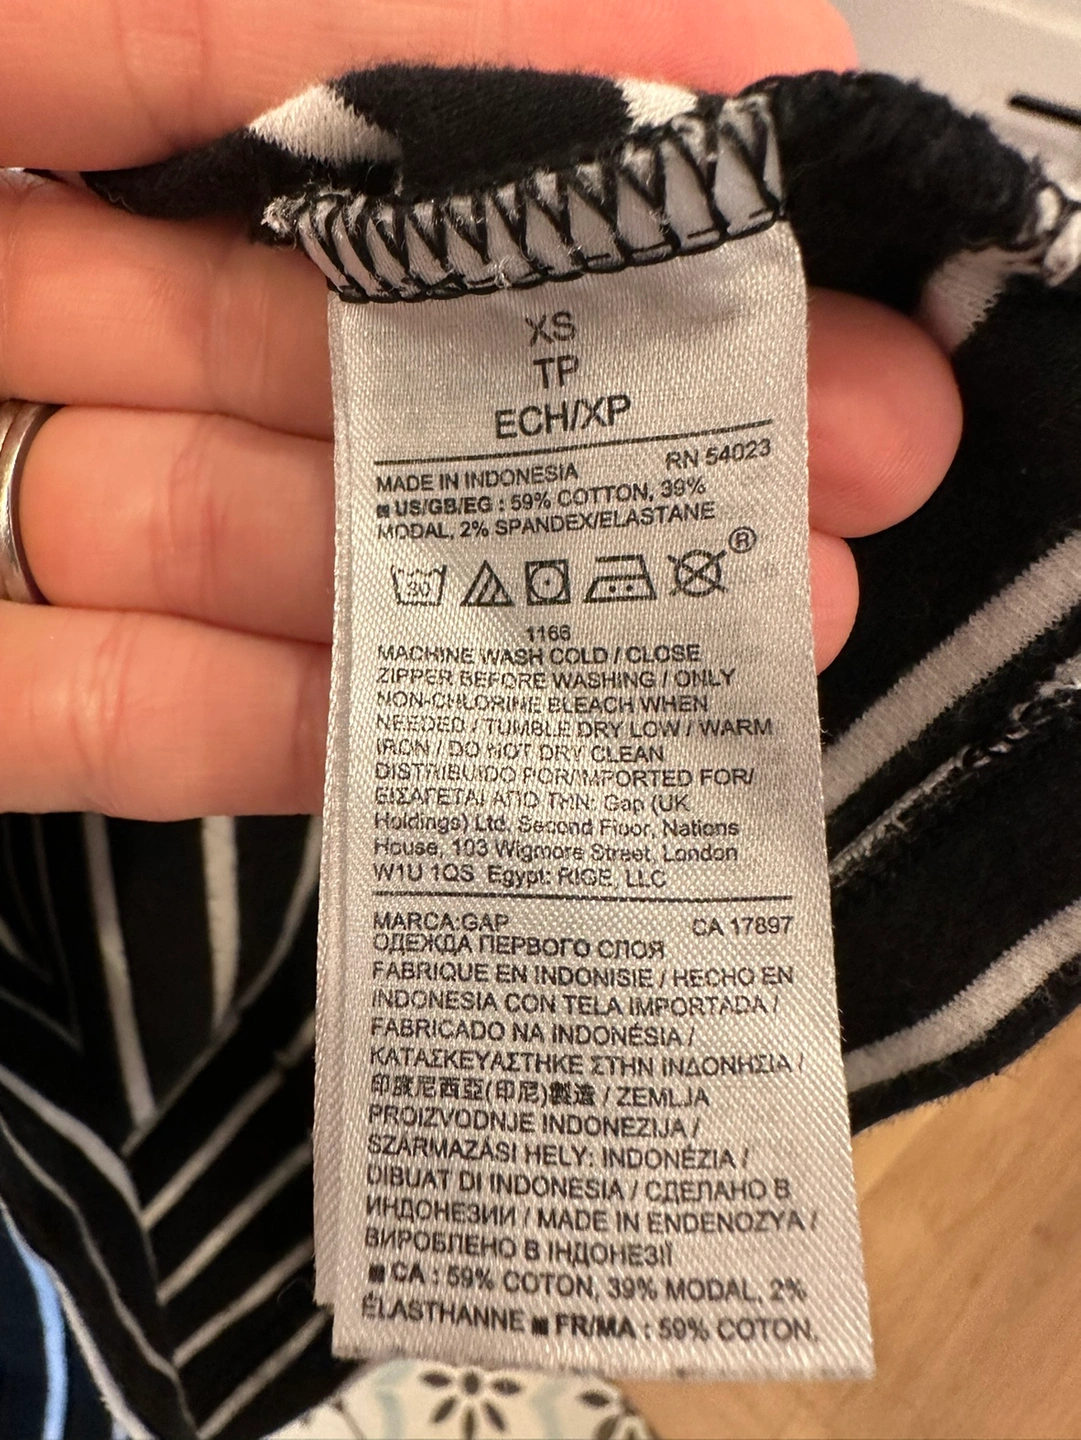 XS
TP
ECH/XP
MADE IN INDONESIA RN 54023
■ US/GB/EG : 59% COTTON, 39%
MODAL, 2% SPANDEX/ELASTANE
30 ®
1166
MACHINE WASH COLD / CLOSE
ZIPPER BEFORE WASHING / ONLY
NON-CHLORINE BLEACH WHEN
NEEDED / TUMBLE DRY LOW / WARM
IRON / DO NOT DRY CLEAN
DISTRIBUIDO POR/IMPORTED FOR/
ΕΙΣΑΓΕΤΑΙ ΑΠΟ ΤΗΝ: Gap (UK
Holdings) Ltd, Second Floor, Nations
House, 103 Wigmore Street, London
W1U 1QS Egypt: RIGE, LLC
MARCA:GAP CA 17897
ОДЕЖДА ПЕРВОГО СЛОЯ
FABRIQUE EN INDONISIE / HECHO EN
INDONESIA CON TELA IMPORTADA /
FABRICADO NA INDONÉSIA /
ΚΑΤΑΣΚΕΥΑΣΤΗΚΕ ΣΤΗΝ ΙΝΔΟΝΗΣΙΑ /
印度尼西亞(印尼)製造 / ZEMLJA
PROIZVODNJE INDONEZIJA /
SZÁRMAZÁSI HELY: INDONÉZIA /
DIBUAT DI INDONESIA / СДЕЛАНО В
ИНДОНЕЗИИ / MADE IN ENDENOZYA /
ВИРОБЛЕНО В ІНДОНЕЗІЇ
■ CA : 59% COTON, 39% MODAL, 2%
ÉLASTHANNE ■ FR/MA : 59% COTON,